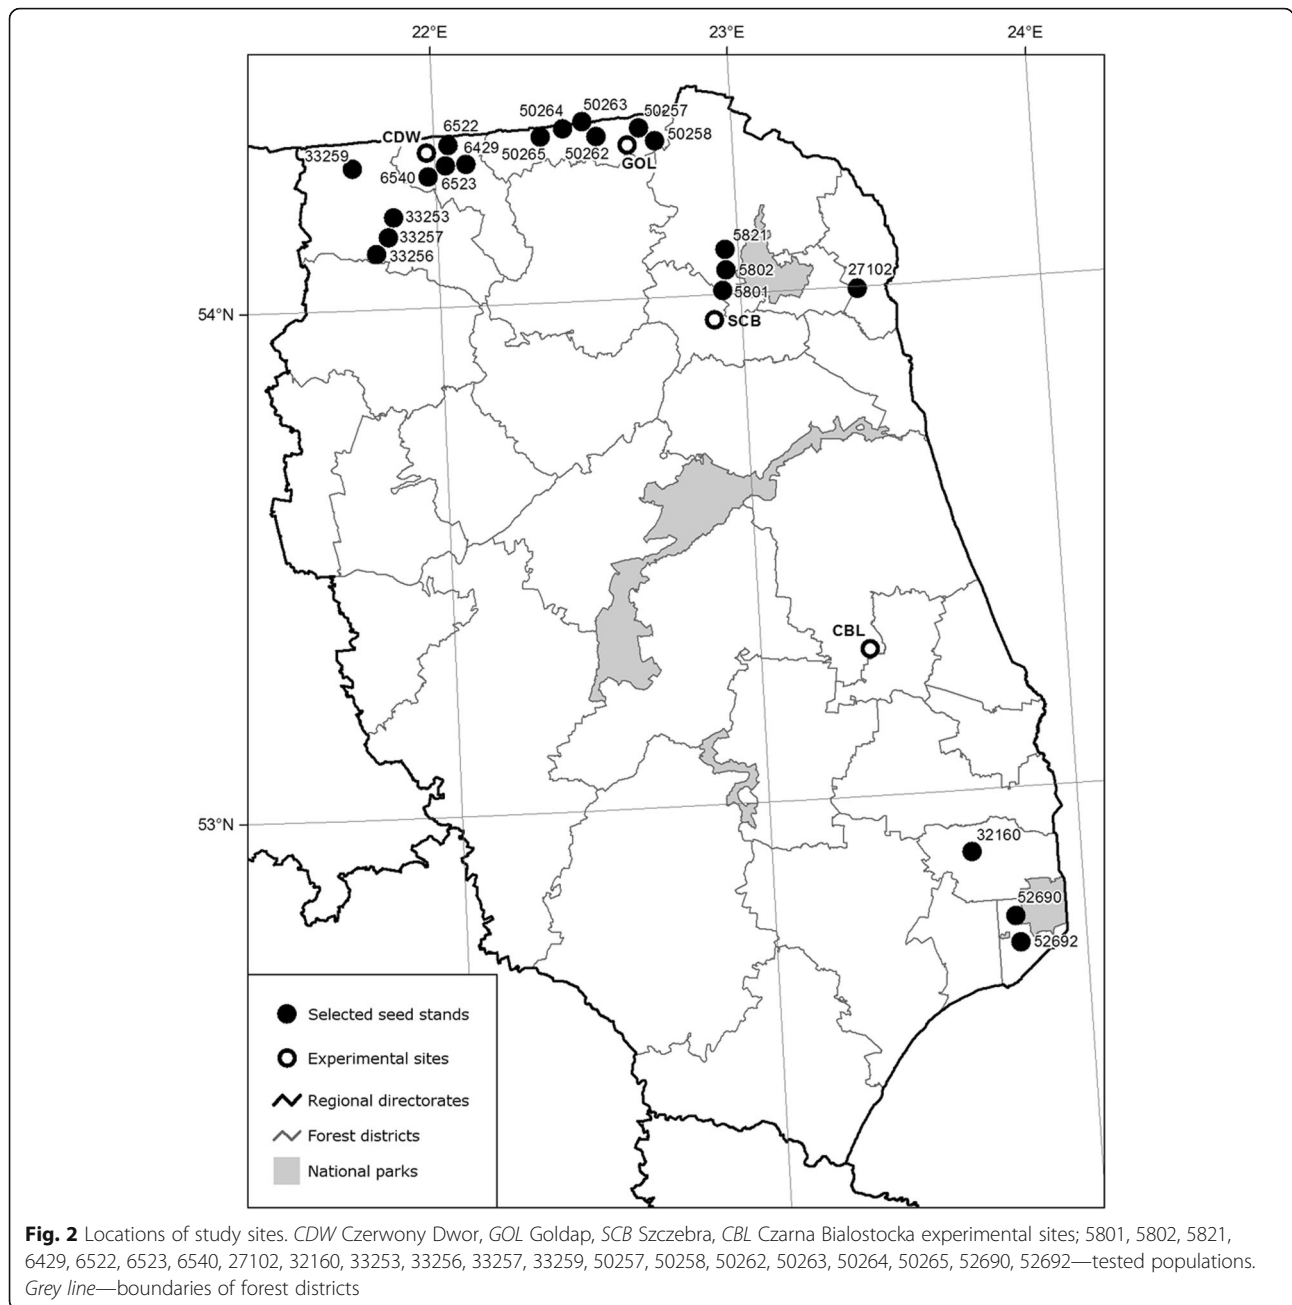 22°E 23°E 24°E
50264 50263 50257
6522
CDW 6429 50258
33259 50265 50262 GOL
6540 6523
33253
33257 5821
33256 5802 27102
5801
54°N SCB
CBL
53°N
32160
52690
52692
Selected seed stands
Experimental sites
Regional directorates
Forest districts
National parks
Fig. 2 Locations of study sites. CDW Czerwony Dwor, GOL Goldap, SCB Szczebra, CBL Czarna Bialostocka experimental sites; 5801, 5802, 5821,
6429, 6522, 6523, 6540, 27102, 32160, 33253, 33256, 33257, 33259, 50257, 50258, 50262, 50263, 50264, 50265, 52690, 52692—tested populations.
Grey line—boundaries of forest districts